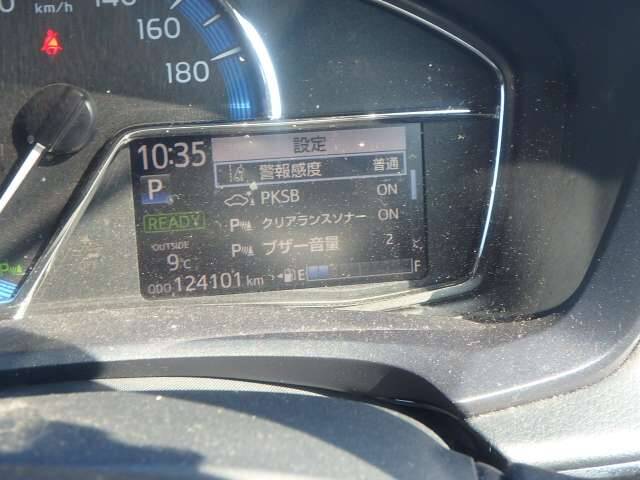 km/h
140
160
180
設定
10:35
警報感度 普通
P
PKSB ON
READY
クリアランスソナー ON
OUTSIDE
ブザー音量 2
9℃
ODO 124101 km
E F